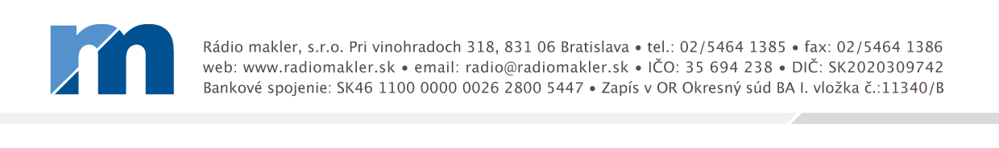 rm
Rádio makler, s.r.o. Pri vinohradoch 318, 831 06 Bratislava • tel.: 02/5464 1385 • fax: 02/5464 1386
web: www.radiomakler.sk • email: radio@radiomakler.sk • IČO: 35 694 238 • DIČ: SK2020309742
Bankové spojenie: SK46 1100 0000 0026 2800 5447 • Zapís v OR Okresný súd BA I. vložka č.:11340/B